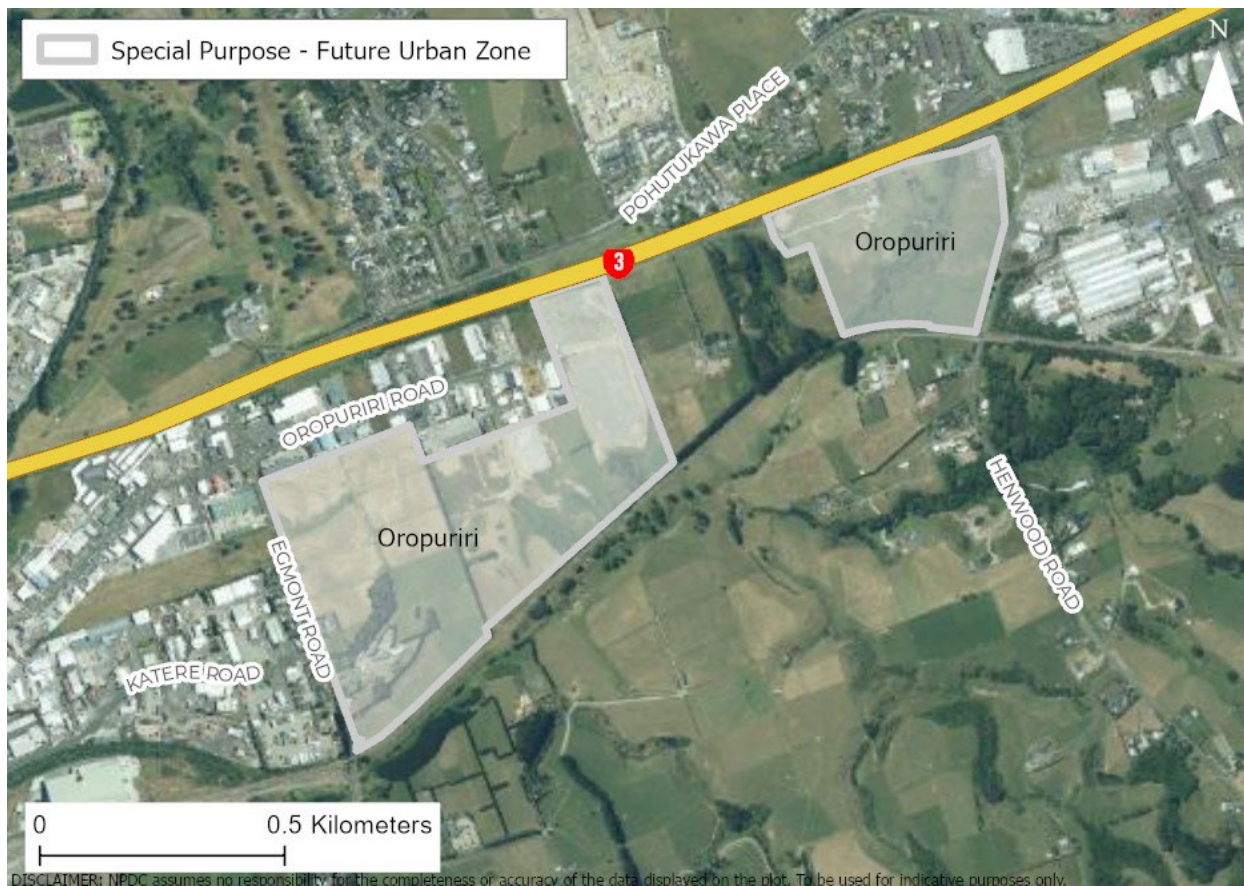 Special Purpose - Future Urban Zone
N
POHUTUKAWA PLACE
Oropuriri
3
OROPURIRI ROAD
HENWOOD ROAD
Oropuriri
EGMONT ROAD
KATERE ROAD
0 0.5 Kilometers
DISCLAIMER: NPDC assumes no responsibility for the completeness or accuracy of the data displayed on the plot. To be used for indicative purposes only.